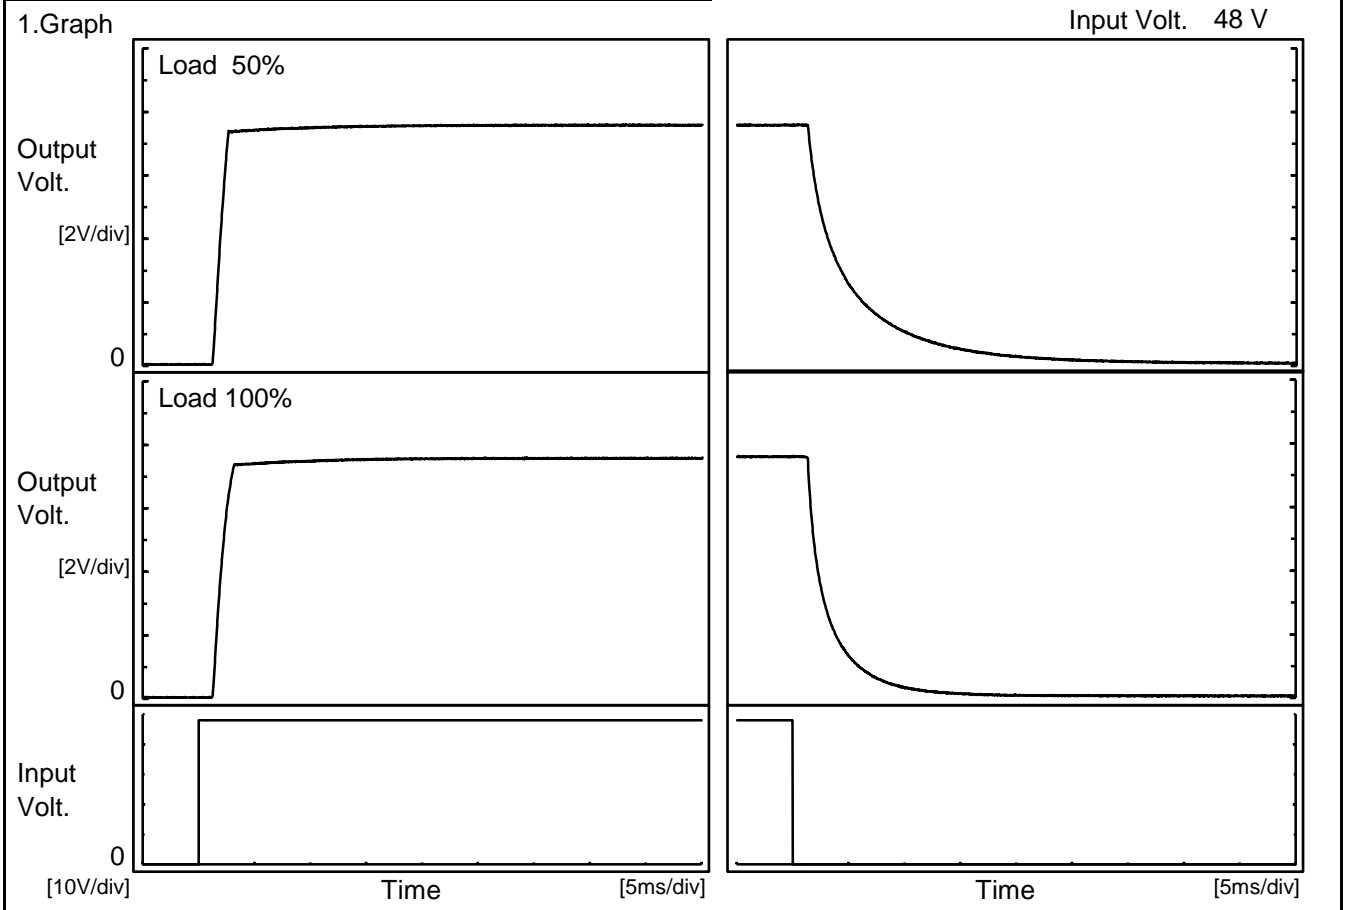 1.Graph
Input Volt. 48 V
Load 50%
Output
Volt.
[2V/div]
0
Load 100%
Output
Volt.
[2V/div]
0
Input
Volt.
0
[10V/div]
Time
[5ms/div]
Time
[5ms/div]